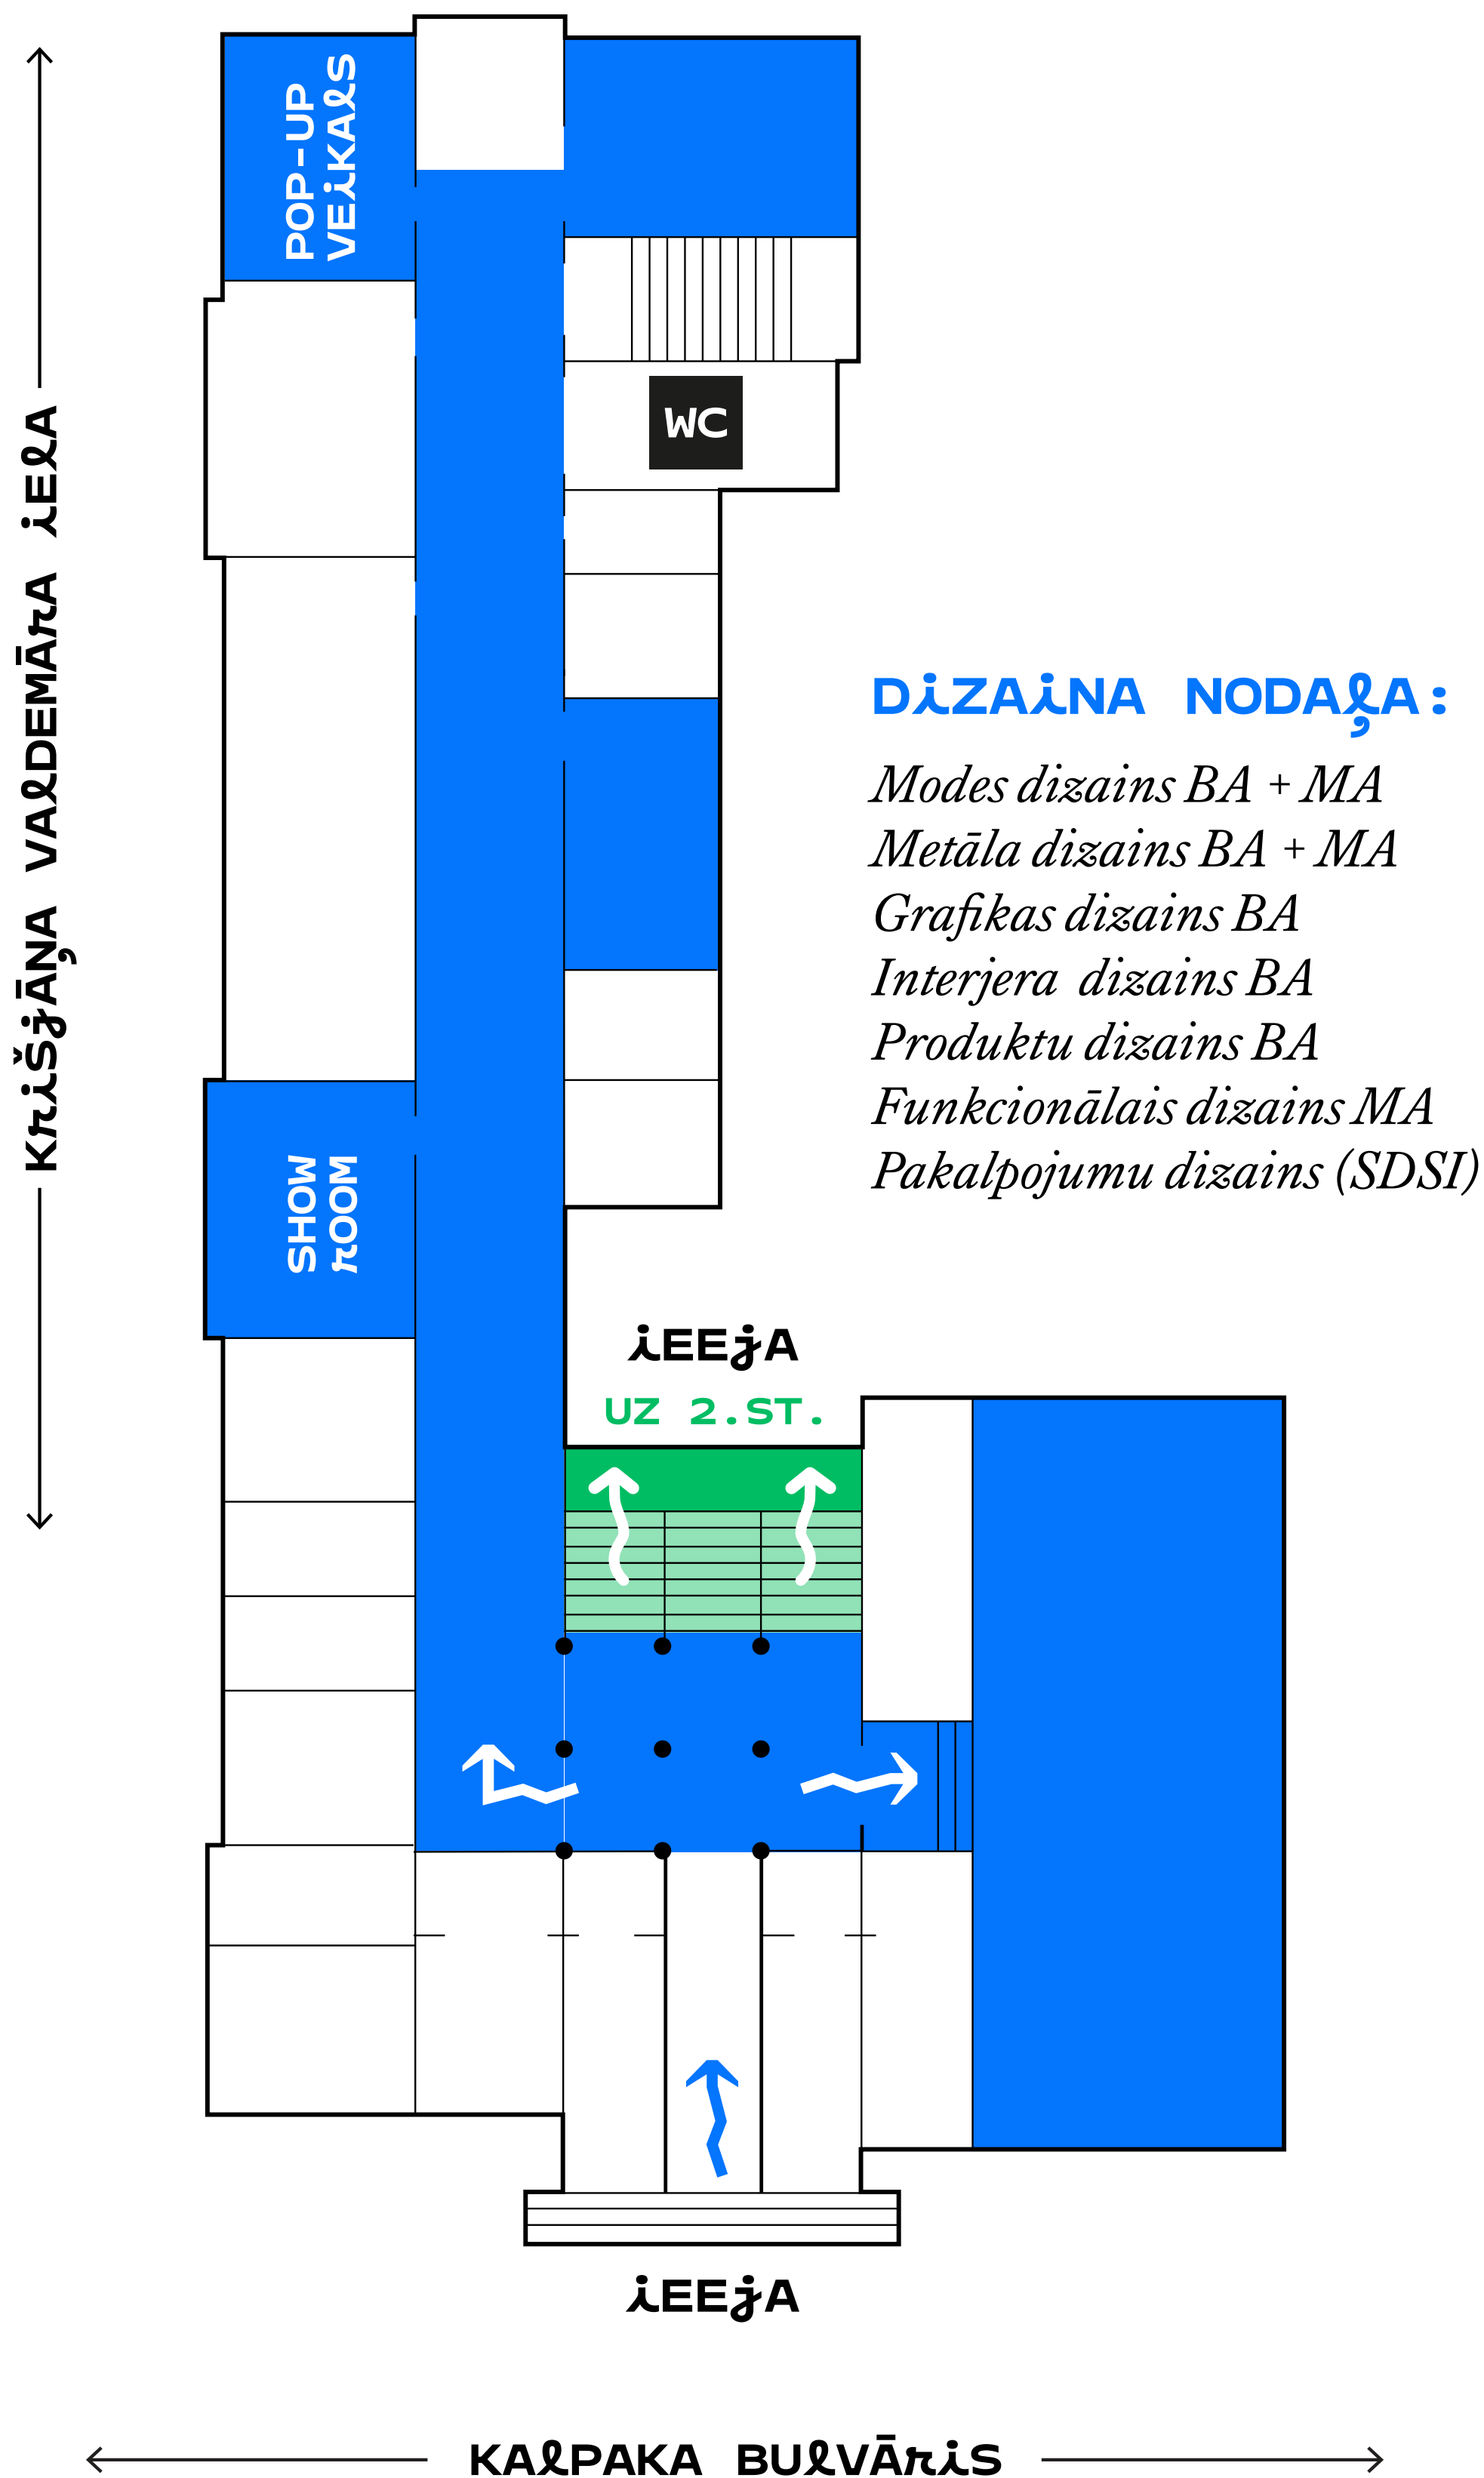 POP-UP
VEiKALS
WC
KRiŠJĀŅA VALDEMĀRA iELA
DiZAiNA NODAĻA:
Modes dizains BA + MA
Metāla dizains BA + MA
Grafikas dizains BA
Interjera dizains BA
Produktu dizains BA
Funkcionālais dizains MA
Pakalpojumu dizains (SDSI)
SHOW
ROOM
iEEjA
UZ 2.ST.
iEEjA
KALPAKA BULVĀRiS